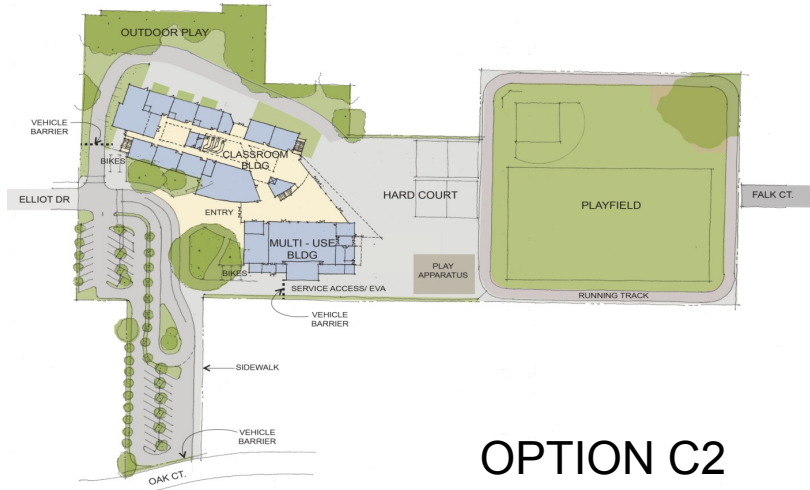 OUTDOOR PLAY
VEHICLE
BARRIER
BIKES
CLASSROOM
BLDG
ELLIOT DR
ENTRY
HARD COURT
PLAYFIELD
FALK CT.
MULTI - USE
BLDG
BIKES
PLAY
APPARATUS
SERVICE ACCESS/ EVA
RUNNING TRACK
VEHICLE
BARRIER
SIDEWALK
VEHICLE
BARRIER
OAK CT.
OPTION C2